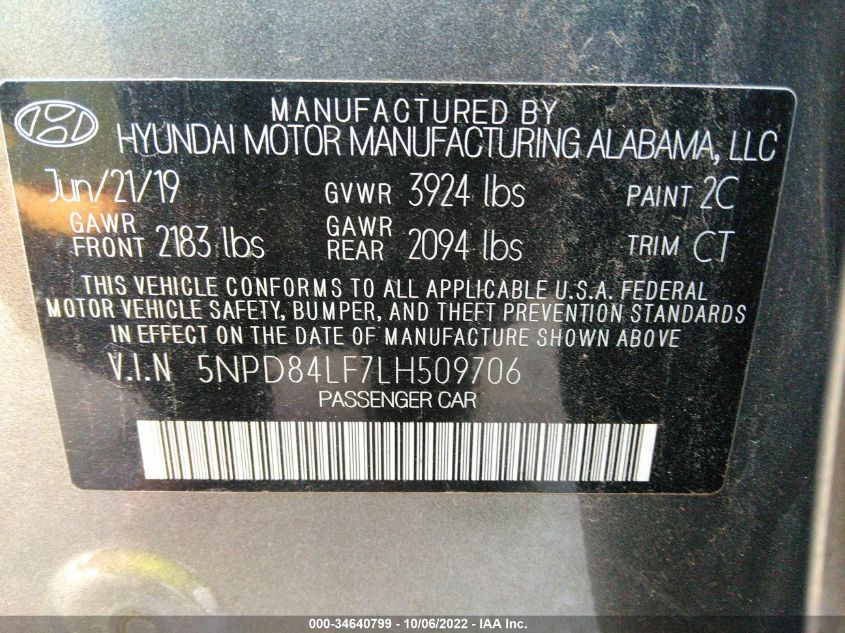 MANUFACTURED BY
HYUNDAI MOTOR MANUFACTURING ALABAMA, LLC
Jun/21/19 GVWR 3924 lbs PAINT 2C
GAWR FRONT 2183 lbs GAWR REAR 2094 lbs TRIM CT
THIS VEHICLE CONFORMS TO ALL APPLICABLE U.S.A. FEDERAL
MOTOR VEHICLE SAFETY, BUMPER, AND THEFT PREVENTION STANDARDS
IN EFFECT ON THE DATE OF MANUFACTURE SHOWN ABOVE
V.I.N 5NPD84LF7LH509706
PASSENGER CAR
000-34640799 - 10/06/2022 - IAA Inc.